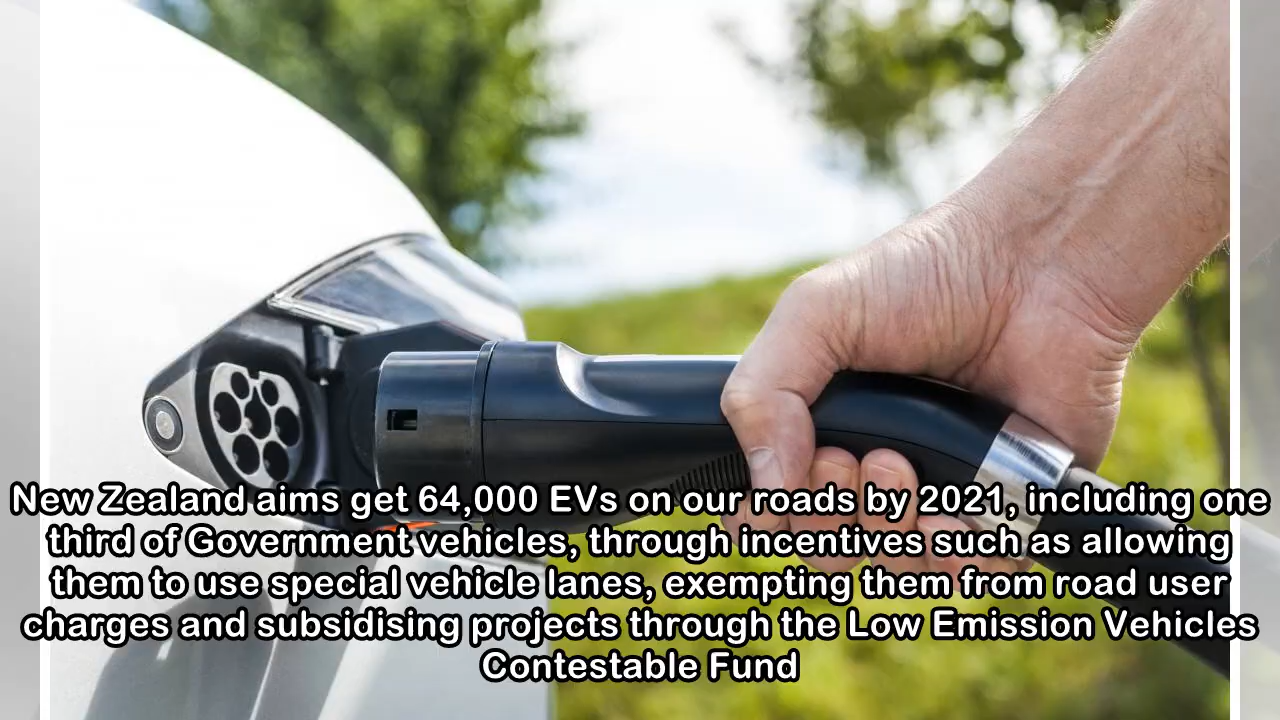 New Zealand aims get 64,000 EVs on our roads by 2021, including one
third of Government vehicles, through incentives such as allowing
them to use special vehicle lanes, exempting them from road user
charges and subsidising projects through the Low Emission Vehicles
Contestable Fund